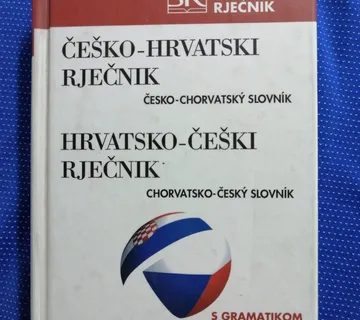 RJEČNIK
ČEŠKO-HRVATSKI
RJEČNIK
ČESKO-CHORVATSKÝ SLOVNÍK
HRVATSKO-ČEŠKI
RJEČNIK
CHORVATSKO-ČESKÝ SLOVNÍK
S GRAMATIKOM